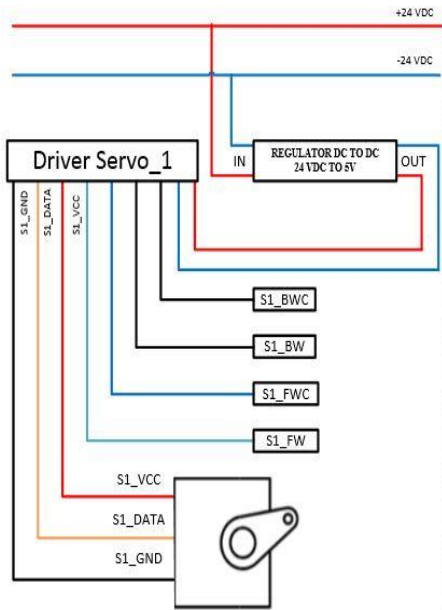 +24 VDC
-24 VDC
Driver Servo_1
IN
REGULATOR DC TO DC
24 VDC TO 5V
OUT
S1_GND
S1_DATA
S1_VCC
S1_BWC
S1_BW
S1_FWC
S1_FW
S1_VCC
S1_DATA
S1_GND